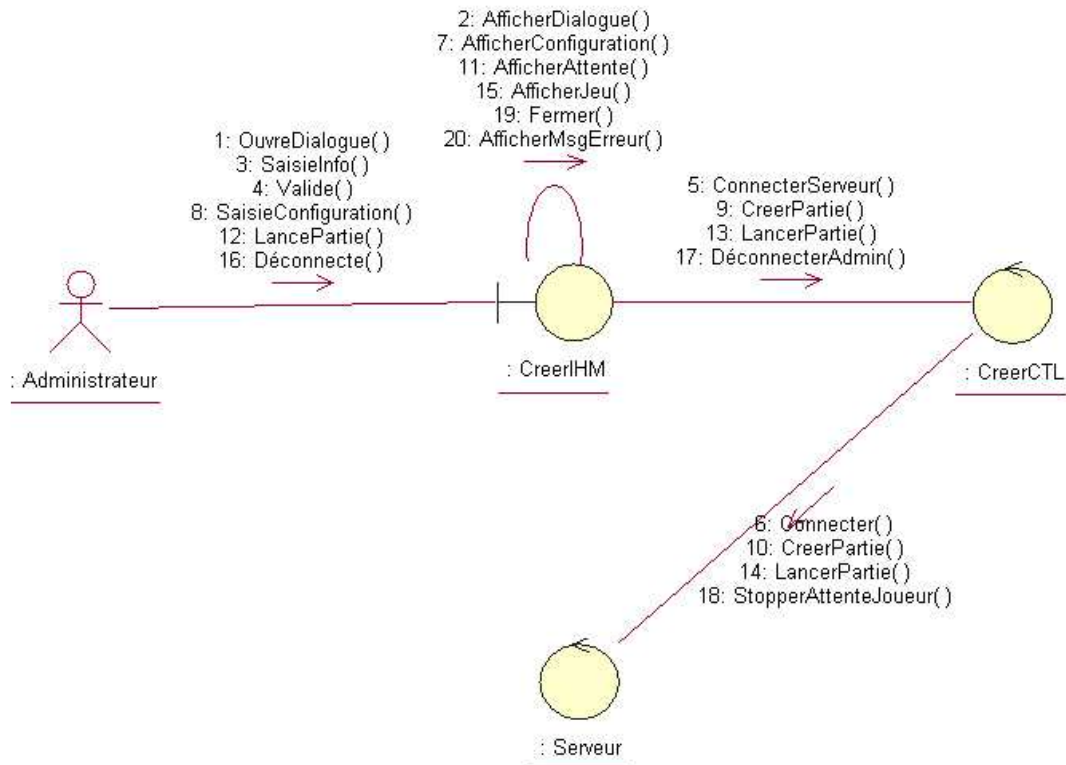 2: AfficherDialogue( )
7: AfficherConfiguration( )
11: AfficherAttente( )
15: AfficherJeu( )
19: Fermer( )
20: AfficherMsgErreur( )
1: OuvreDialogue( )
3: SaisieInfo( )
4: Valide( )
8: SaisieConfiguration( )
12: LancePartie( )
16: Déconnecte( )
5: ConnecterServeur( )
9: CreerPartie( )
13: LancerPartie( )
17: DéconnecterAdmin( )
: Administrateur
: CreerIHM
: CreerCTL
6: Connecter( )
10: CreerPartie( )
14: LancerPartie( )
18: StopperAttenteJoueur( )
: Serveur